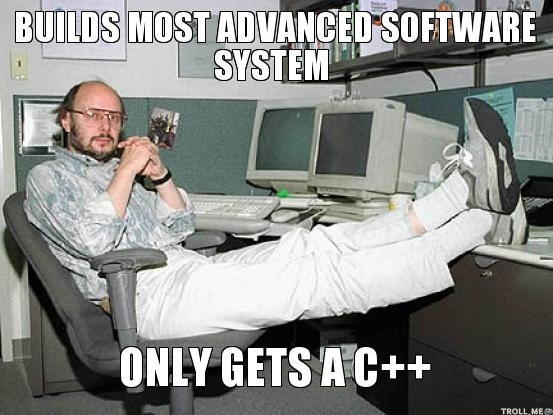 BUILDS MOST ADVANCED SOFTWARE
SYSTEM
ONLY GETS A C++
TROLL.ME